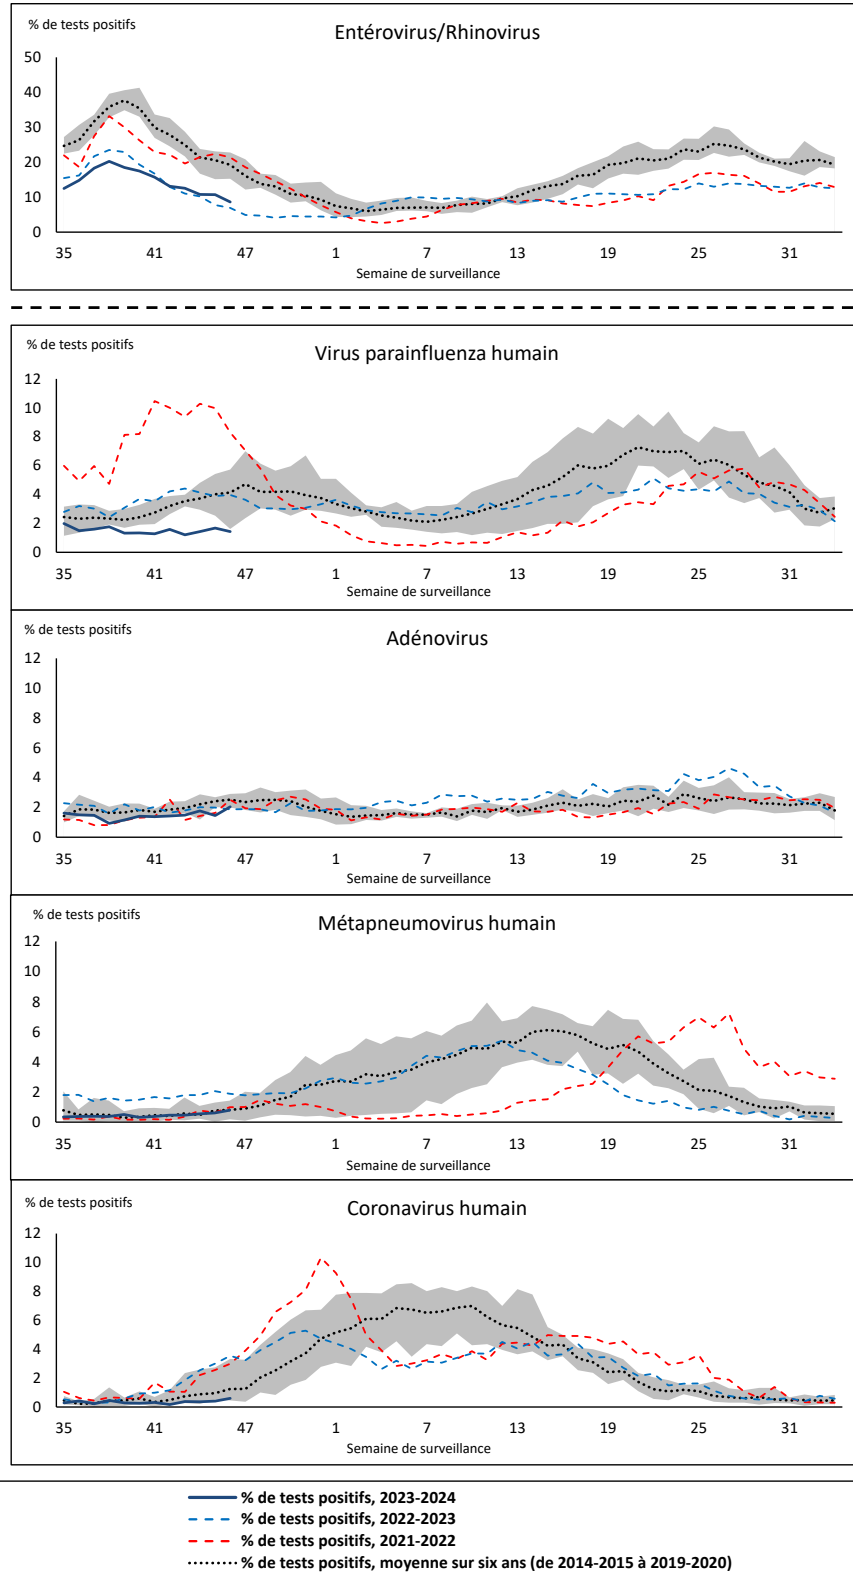 % de tests positifs
Entérovirus/Rhinovirus
50
40
30
20
10
0
35 41 47 1 7 13 19 25 31
Semaine de surveillance
% de tests positifs
Virus parainfluenza humain
12
10
8
6
4
2
0
35 41 47 1 7 13 19 25 31
Semaine de surveillance
% de tests positifs
Adénovirus
12
10
8
6
4
2
0
35 41 47 1 7 13 19 25 31
Semaine de surveillance
% de tests positifs
Métapneumovirus humain
12
10
8
6
4
2
0
35 41 47 1 7 13 19 25 31
Semaine de surveillance
% de tests positifs
Coronavirus humain
12
10
8
6
4
2
0
35 41 47 1 7 13 19 25 31
Semaine de surveillance
% de tests positifs, 2023-2024
% de tests positifs, 2022-2023
% de tests positifs, 2021-2022
% de tests positifs, moyenne sur six ans (de 2014-2015 à 2019-2020)